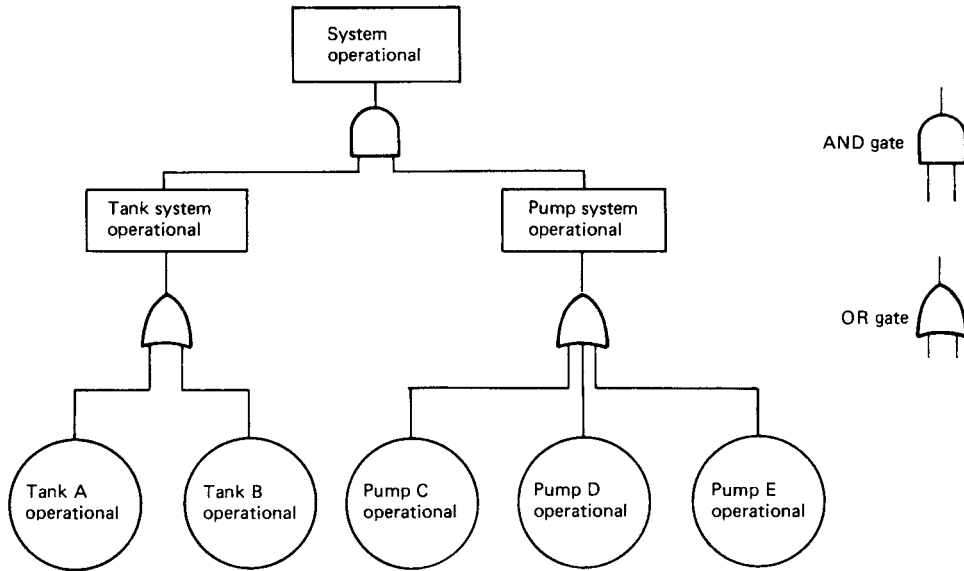 System
operational
AND gate
Tank system
operational
Pump system
operational
OR gate
Tank A
operational
Tank B
operational
Pump C
operational
Pump D
operational
Pump E
operational